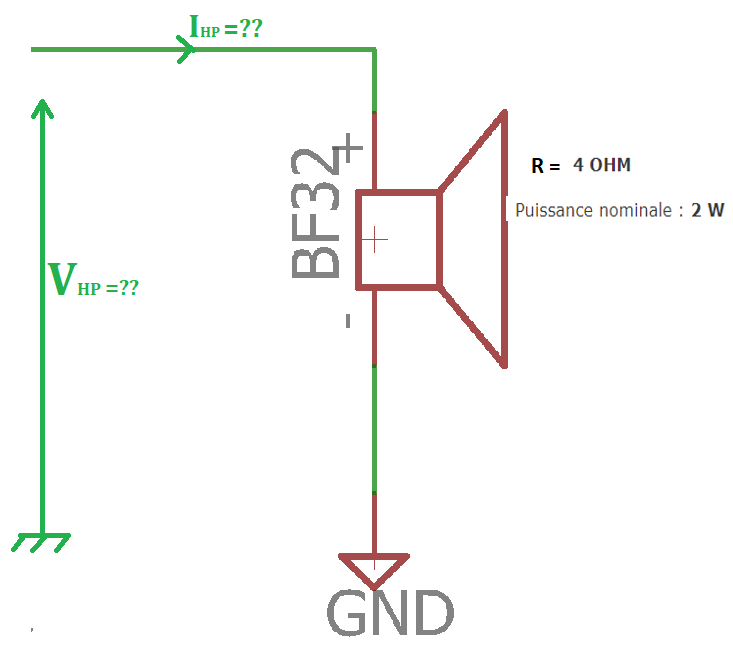 IHP =??
R = 4 OHM
Puissance nominale : 2 W
BF32
+
VHP =??
-
GND